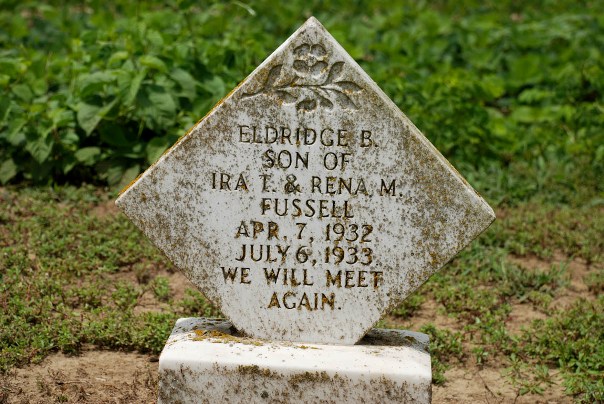 ELDRIDGE B.
SON OF
IRA T. & RENA M.
FUSSELL
APR. 7, 1932
JULY 6, 1933.
WE WILL MEET
AGAIN.